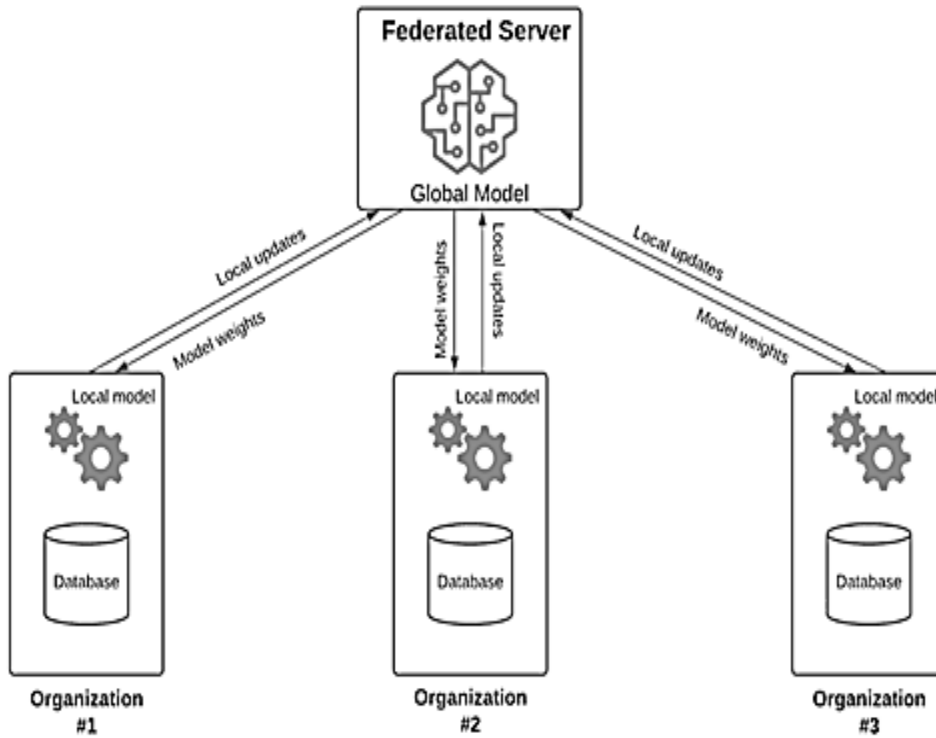 Federated Server
Global Model
Local updates
Model weights
Model weights
Local updates
Local updates
Model weights
Local model
Database
Organization
#1
Local model
Database
Organization
#2
Local model
Database
Organization
#3